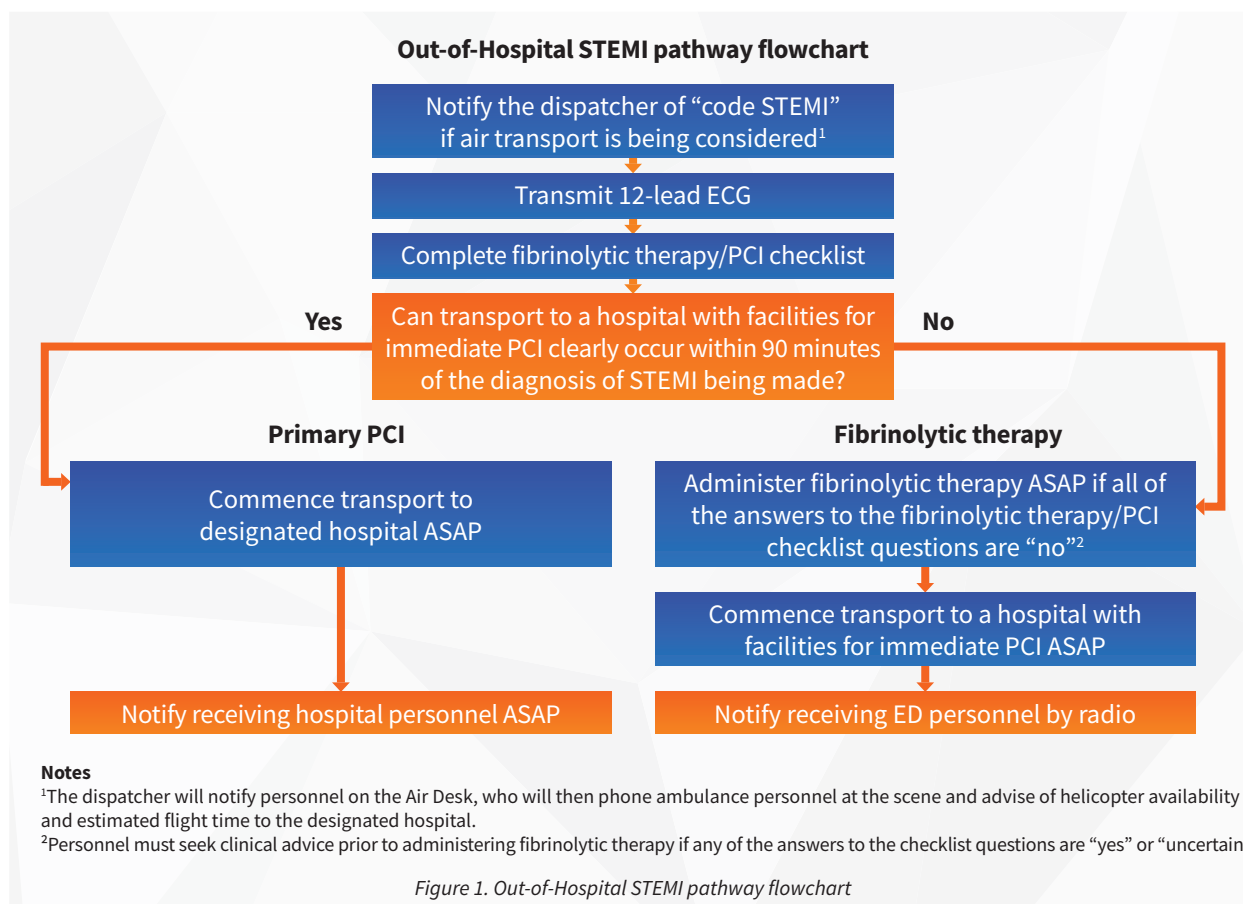 Out-of-Hospital STEMI pathway flowchart
Notify the dispatcher of “code STEMI”
if air transport is being considered¹
Transmit 12-lead ECG
Complete fibrinolytic therapy/PCI checklist
Yes
Can transport to a hospital with facilities for
immediate PCI clearly occur within 90 minutes
of the diagnosis of STEMI being made?
No
Primary PCI
Commence transport to
designated hospital ASAP
Notify receiving hospital personnel ASAP
Fibrinolytic therapy
Administer fibrinolytic therapy ASAP if all of
the answers to the fibrinolytic therapy/PCI
checklist questions are “no”²
Commence transport to a hospital with
facilities for immediate PCI ASAP
Notify receiving ED personnel by radio
Notes
¹The dispatcher will notify personnel on the Air Desk, who will then phone ambulance personnel at the scene and advise of helicopter availability
and estimated flight time to the designated hospital.
²Personnel must seek clinical advice prior to administering fibrinolytic therapy if any of the answers to the checklist questions are “yes” or “uncertain
Figure 1. Out-of-Hospital STEMI pathway flowchart